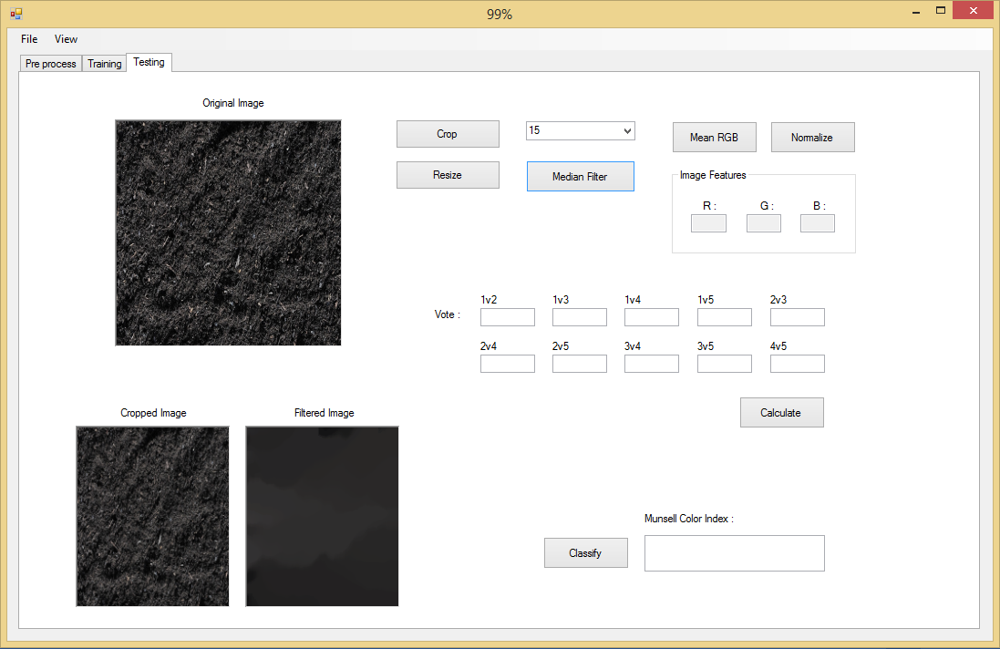 99%
File View
Pre process Training Testing
Original Image
Crop
15
Mean RGB
Normalize
Resize
Median Filter
Image Features
R : G : B :
Vote :
1v2 1v3 1v4 1v5 2v3
2v4 2v5 3v4 3v5 4v5
Calculate
Cropped Image
Filtered Image
Munsell Color Index :
Classify